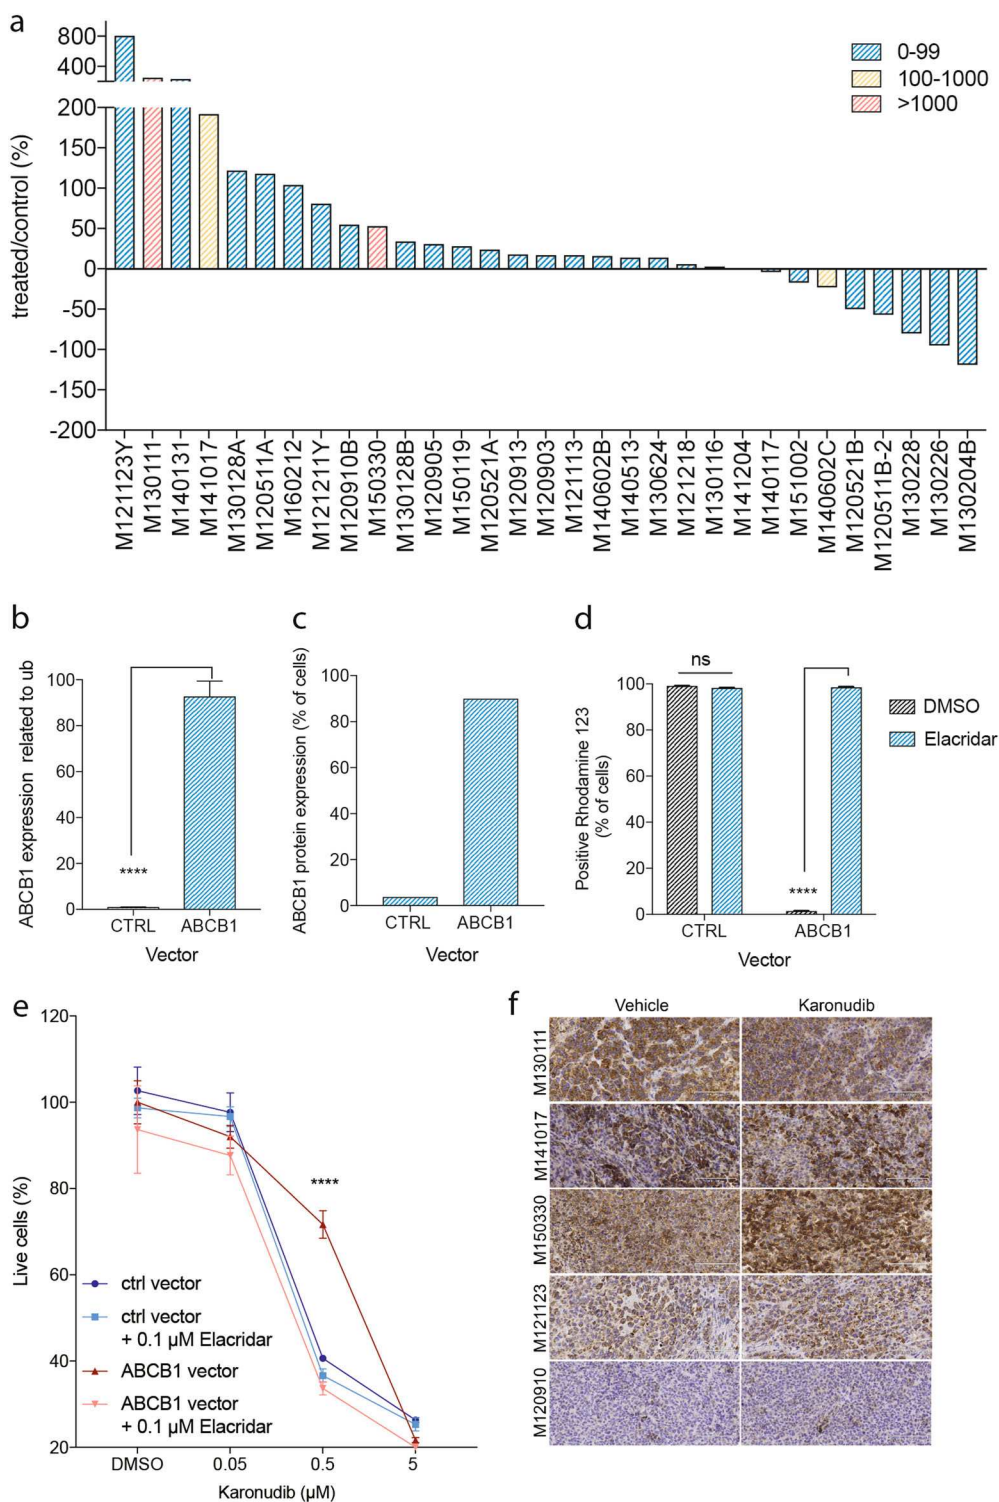 a
800
400
200
150
100
50
0
-50
-100
-150
-200
treated/control (%)
0-99
100-1000
>1000
M121123Y
M130111
M140131
M141017
M130128A
M120511A
M160212
M121211Y
M120910B
M150330
M130128B
M120905
M150119
M120521A
M120913
M120903
M121113
M140602B
M140513
M130624
M121218
M130116
M141204
M140117
M151002
M140602C
M120521B
M120511B-2
M130228
M130226
M130204B
b
ABCB1 expression related to ub
100
80
60
40
20
0
****
CTRL ABCB1
Vector
c
ABCB1 protein expression (% of cells)
100
80
60
40
20
0
CTRL ABCB1
Vector
d
Positive Rhodamine 123
(% of cells)
100
80
60
40
20
0
ns
****
CTRL ABCB1
Vector
DMSO
Elacridar
e
Live cells (%)
120
100
80
60
40
20
****
ctrl vector
ctrl vector
+ 0.1 µM Elacridar
ABCB1 vector
ABCB1 vector
+ 0.1 µM Elacridar
DMSO 0.05 0.5 5
Karonudib (µM)
f
Vehicle Karonudib
M130111
M141017
M150330
M121123
M120910